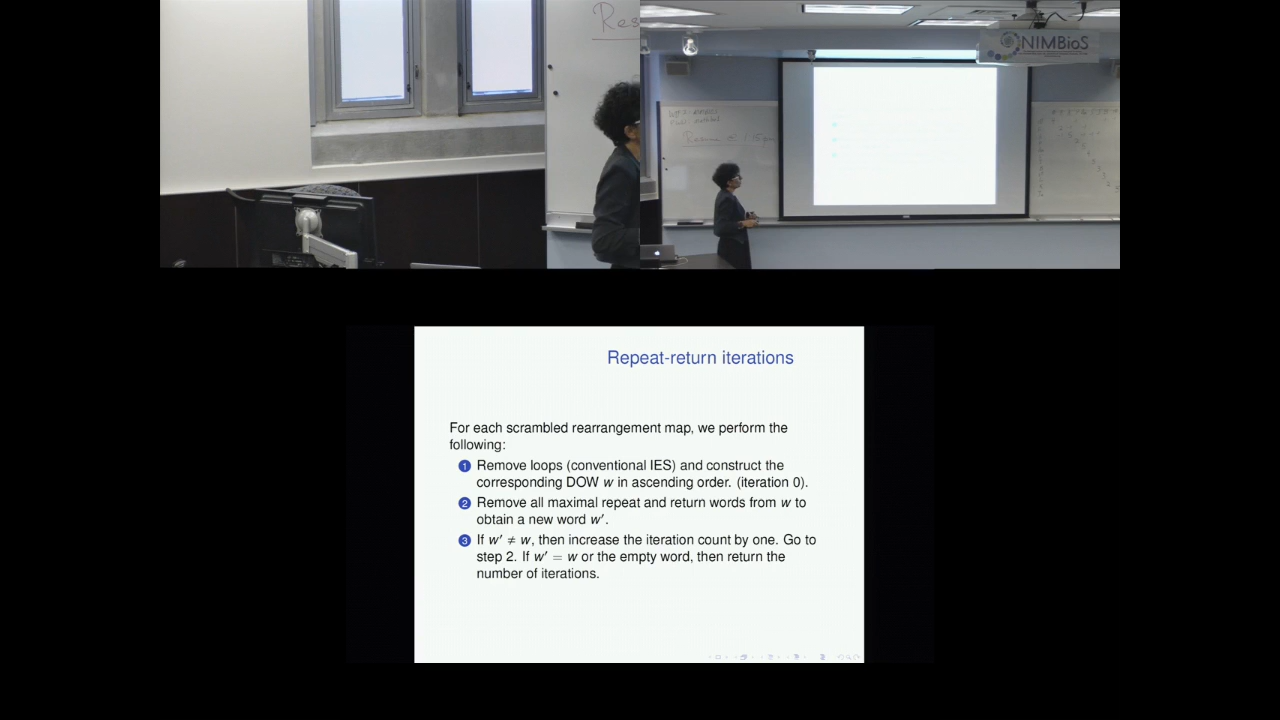 Res
NIMBioS
Repeat-return iterations
For each scrambled rearrangement map, we perform the
following:
1 Remove loops (conventional IES) and construct the
corresponding DOW w in ascending order. (iteration 0).
2 Remove all maximal repeat and return words from w to
obtain a new word w′.
3 If w′ ≠ w, then increase the iteration count by one. Go to
step 2. If w′ = w or the empty word, then return the
number of iterations.